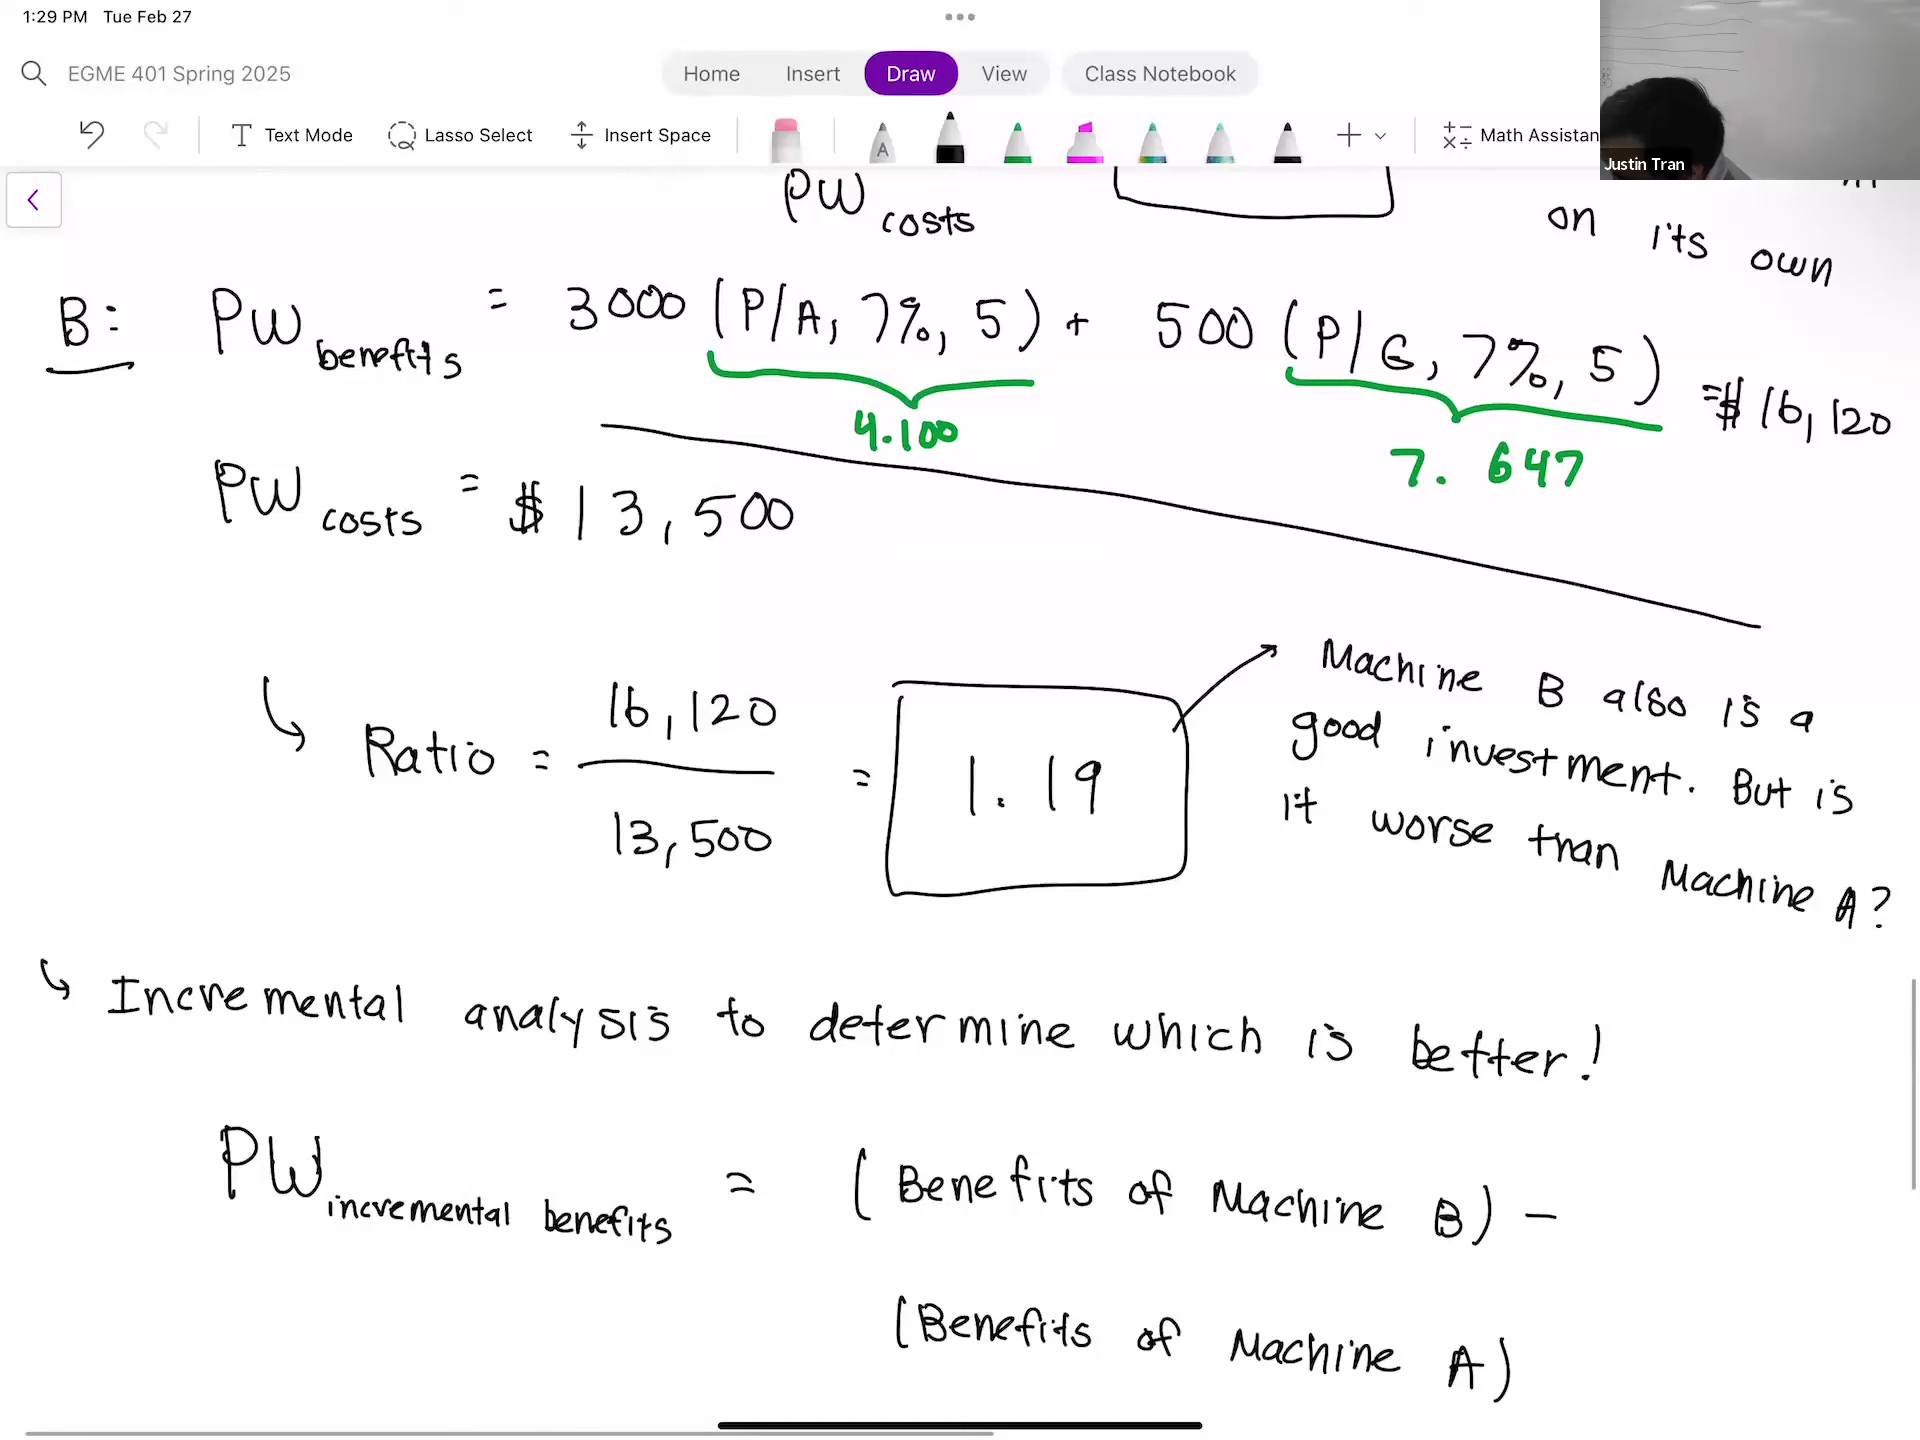 1:29 PM Tue Feb 27
EGME 401 Spring 2025
Home Insert Draw View Class Notebook
Text Mode Lasso Select Insert Space A Math Assistan
Justin Tran
PW costs
on its own
B: PW benefits = 3000 (P/A, 7%, 5) + 500 (P/G, 7%, 5) = $16,120
4.100
7.647
PW costs = $13,500
Ratio = 16,120
13,500
= 1.19
Machine B also is a
good investment. But is
it worse than Machine A?
Incremental analysis to determine which is better!
PW incremental benefits = (Benefits of Machine B) -
(Benefits of Machine A)